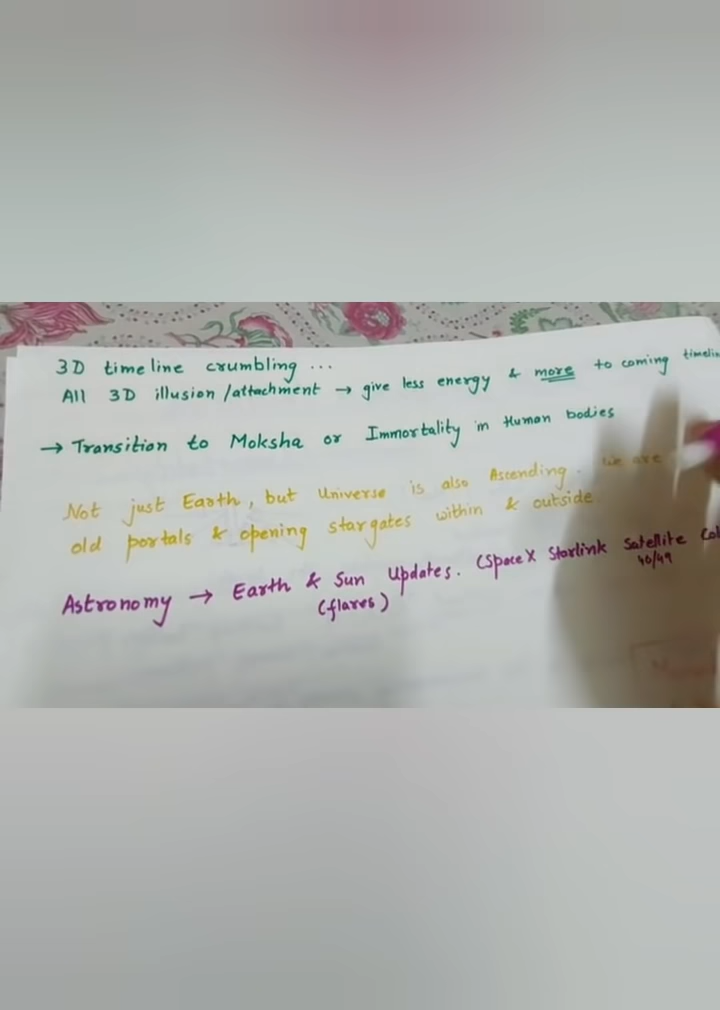 3D timeline crumbling ...
All 3D illusion/attachment → give less energy & more to coming
→ Transition to Moksha or Immortality in Human bodies
Not just Earth, but Universe is also Ascending. We are
old portals & opening stargates within & outside
Astronomy → Earth & Sun Updates. (SpaceX Starlink Satellite
(flares)
40/49